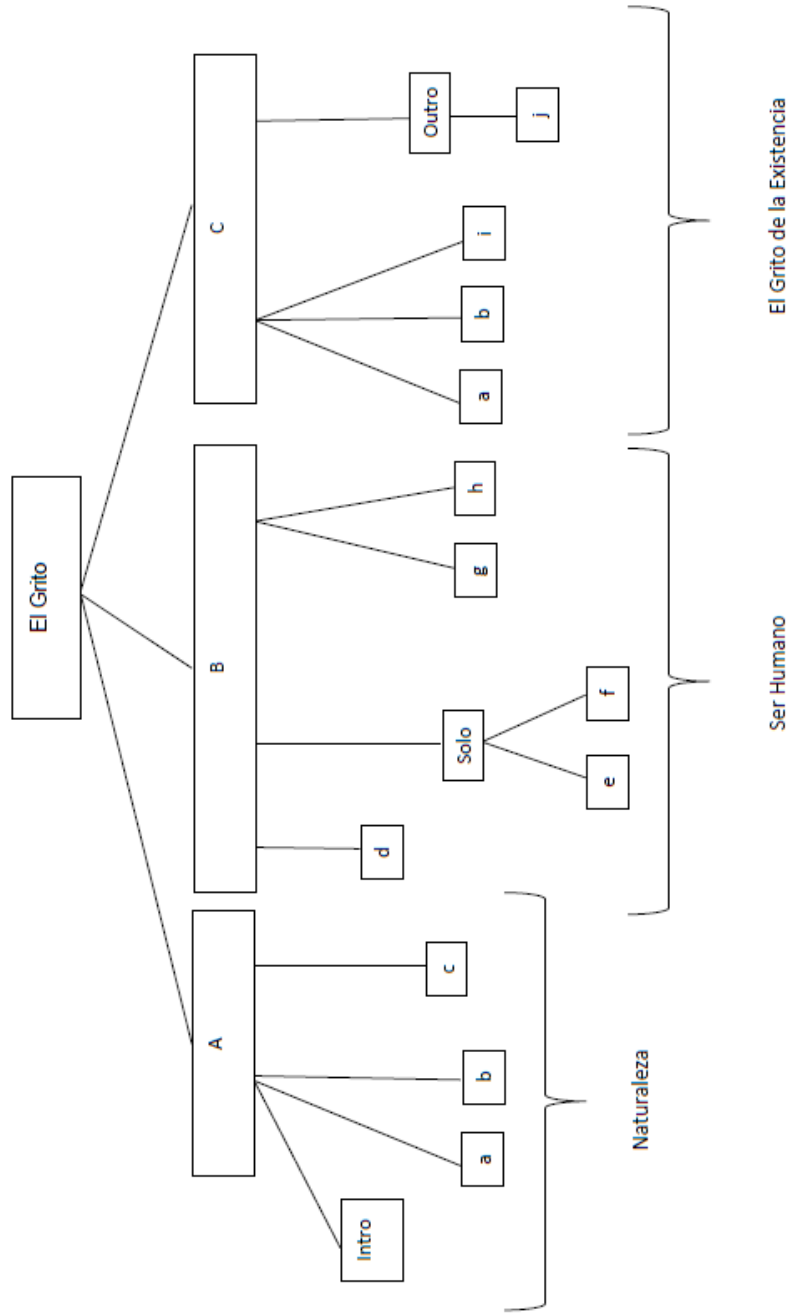 El Grito
A
B
C
Intro
a
b
c
d
Solo
e
f
g
h
a
b
i
Outro
j
Naturaleza
Ser Humano
El Grito de la Existencia